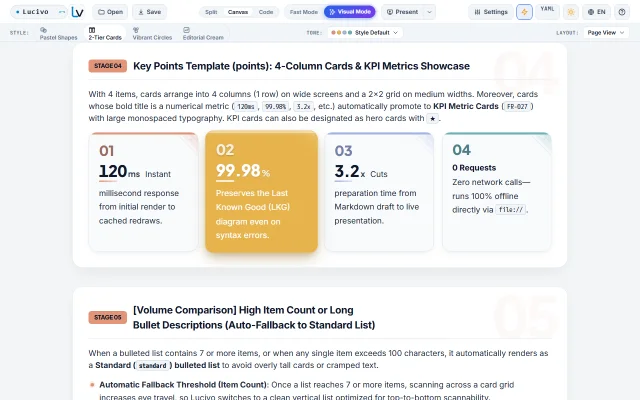 Lucivo
Open
Save
Split
Canvas
Code
Fast Mode
Visual Mode
Present
Settings
YAML
EN
STYLE:
Pastel Shapes
2-Tier Cards
Vibrant Circles
Editorial Cream
TONE:
Style Default
LAYOUT:
Page View
STAGE 04
Key Points Template (points): 4-Column Cards & KPI Metrics Showcase
04
With 4 items, cards arrange into 4 columns (1 row) on wide screens and a 2×2 grid on medium widths. Moreover, cards
whose bold title is a numerical metric ( 120ms , 99.98% , 3.2x , etc.) automatically promote to KPI Metric Cards ( FR-027 )
with large monospaced typography. KPI cards can also be designated as hero cards with ★ .
01
120ms Instant
millisecond response
from initial render to
cached redraws.
02
99.98%
Preserves the Last
Known Good (LKG)
diagram even on
syntax errors.
03
3.2x Cuts
preparation time from
Markdown draft to live
presentation.
04
0 Requests
Zero network calls—
runs 100% offline
directly via file:// .
STAGE 05
[Volume Comparison] High Item Count or Long
Bullet Descriptions (Auto-Fallback to Standard List)
05
When a bulleted list contains 7 or more items, or when any single item exceeds 100 characters, it automatically renders as
a Standard ( standard ) bulleted list to avoid overly tall cards or cramped text.
Automatic Fallback Threshold (Item Count): Once a list reaches 7 or more items, scanning across a card grid
increases eye travel, so Lucivo switches to a clean vertical list optimized for top-to-bottom scannability.